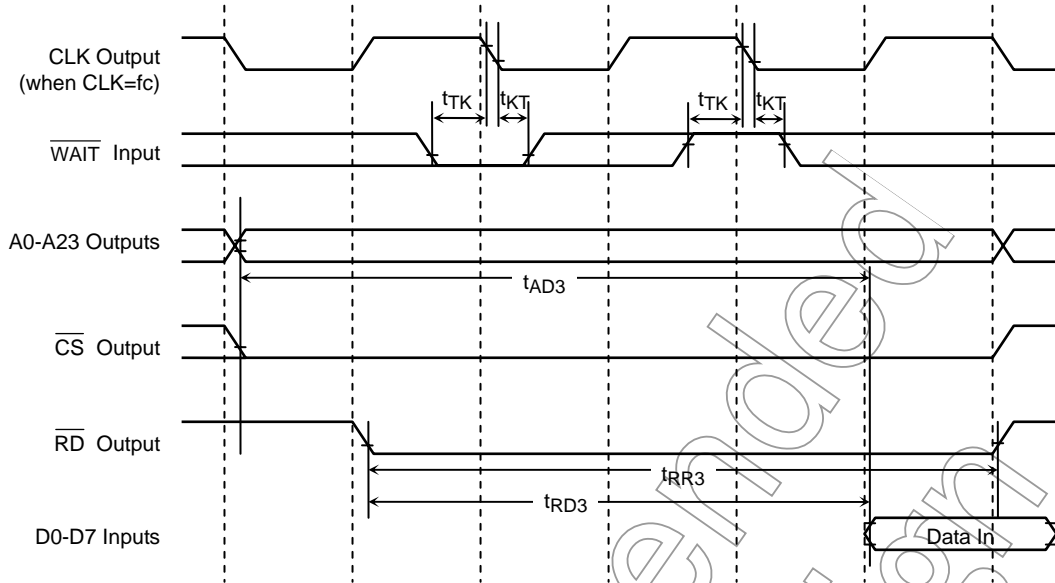 CLK Output
(when CLK=fc)
tTK
tKT
tTK
tKT
WAIT Input
A0-A23 Outputs
tAD3
CS Output
RD Output
tRR3
tRD3
D0-D7 Inputs
Data In
ended